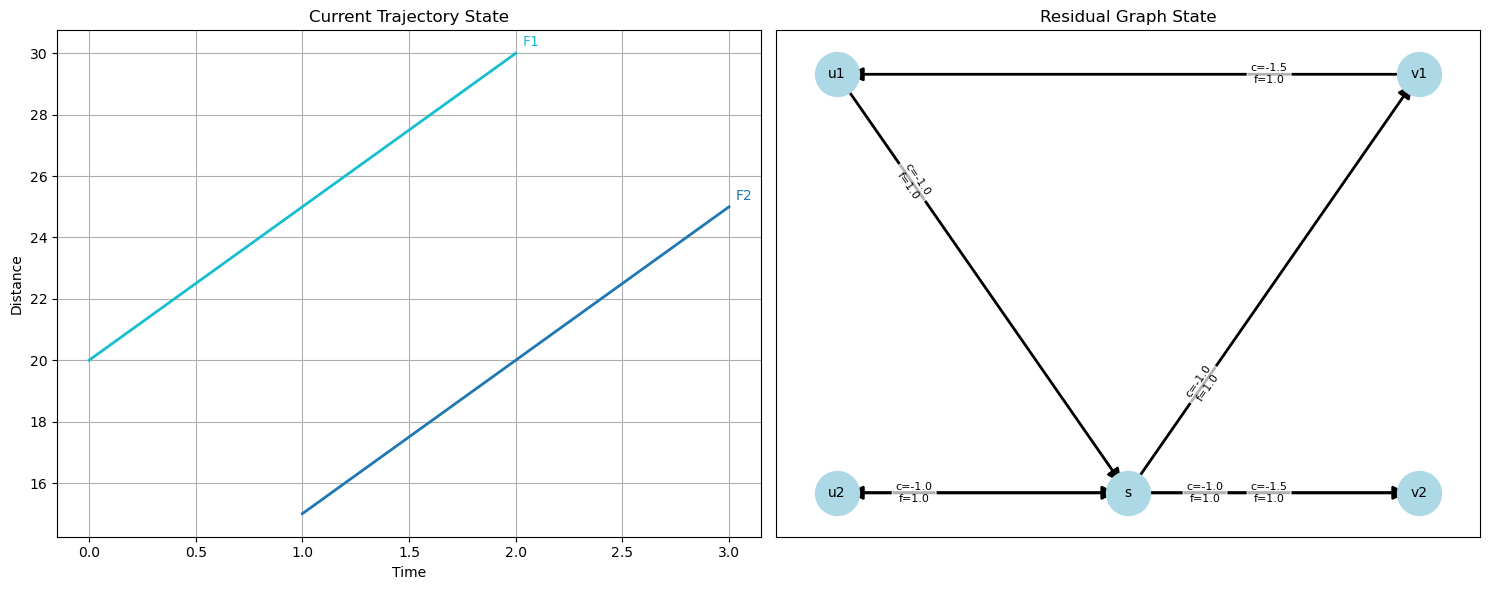 Current Trajectory State
F1
F2
30
28
26
24
22
20
18
16
Distance
0.0
0.5
1.0
1.5
2.0
2.5
3.0
Time
Residual Graph State
u1
c=-1.5
f=1.0
v1
c=-1.0
f=1.0
c=-1.0
f=1.0
u2
c=-1.0
f=1.0
s
c=-1.0
f=1.0
c=-1.5
f=1.0
v2